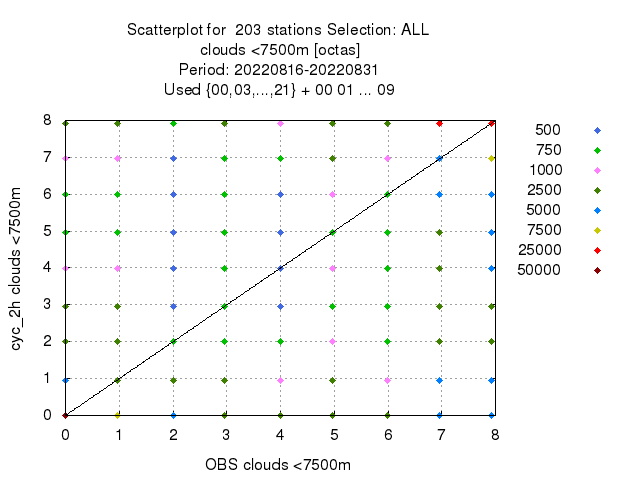 Scatterplot for  203 stations Selection: ALL
clouds <7500m [octas]
Period: 20220816-20220831
Used {00,03,...,21} + 00 01 ... 09
8
7
6
5
4
3
2
1
0
cyc_2h clouds <7500m
0 1 2 3 4 5 6 7 8
OBS clouds <7500m
500
750
1000
2500
5000
7500
25000
50000